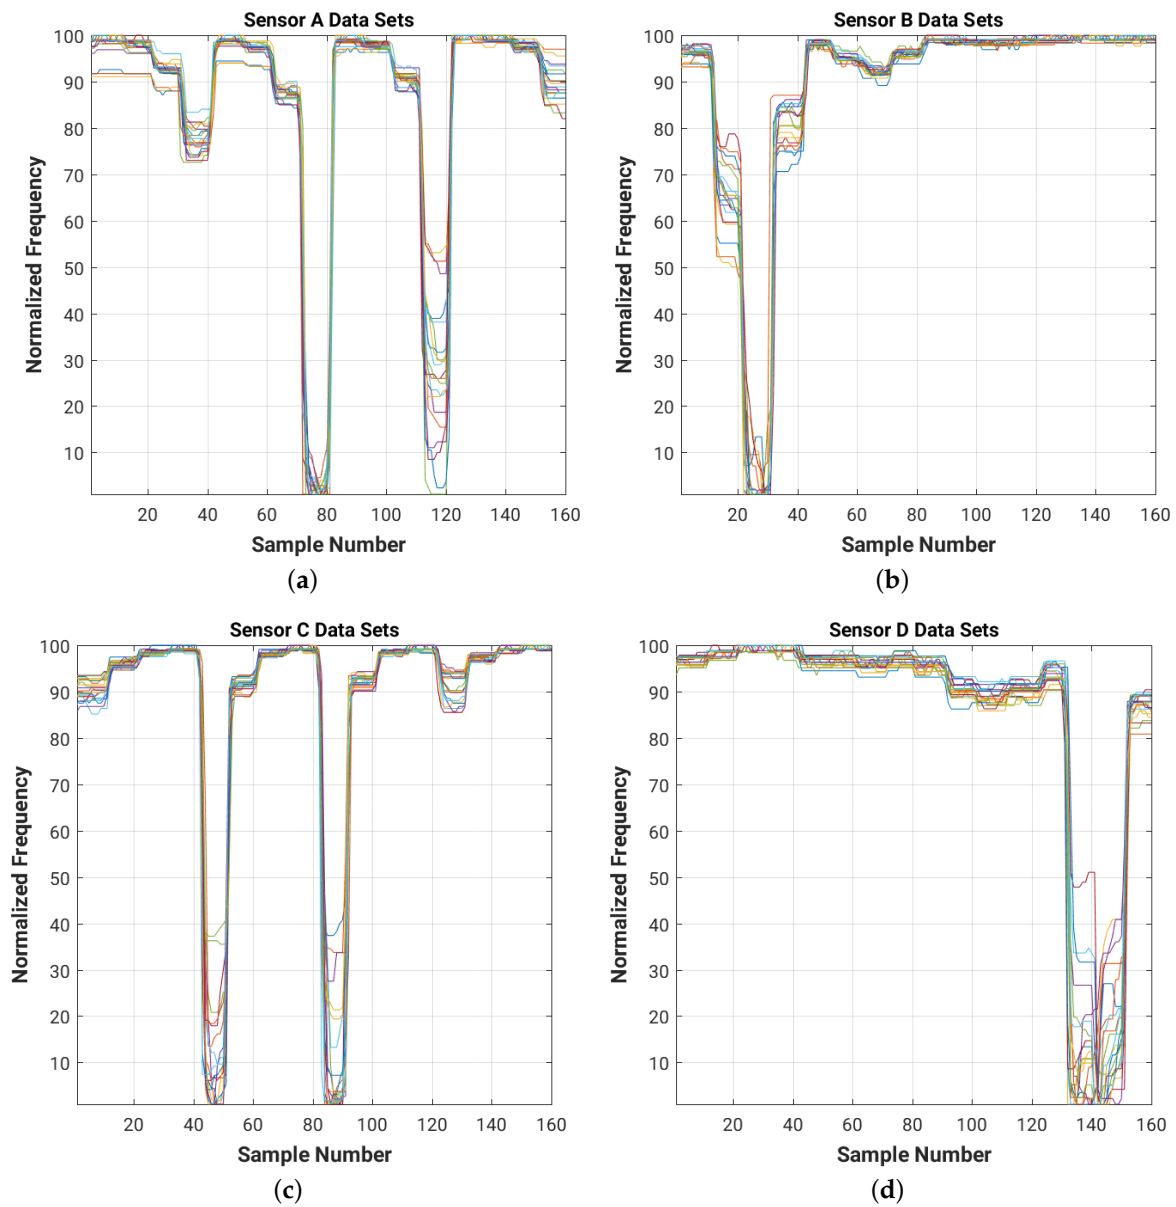 Sensor A Data Sets
100
90
80
70
60
50
40
30
20
10
Normalized Frequency
20 40 60 80 100 120 140 160
Sample Number
(a)
Sensor B Data Sets
100
90
80
70
60
50
40
30
20
10
Normalized Frequency
20 40 60 80 100 120 140 160
Sample Number
(b)
Sensor C Data Sets
100
90
80
70
60
50
40
30
20
10
Normalized Frequency
20 40 60 80 100 120 140 160
Sample Number
(c)
Sensor D Data Sets
100
90
80
70
60
50
40
30
20
10
Normalized Frequency
20 40 60 80 100 120 140 160
Sample Number
(d)